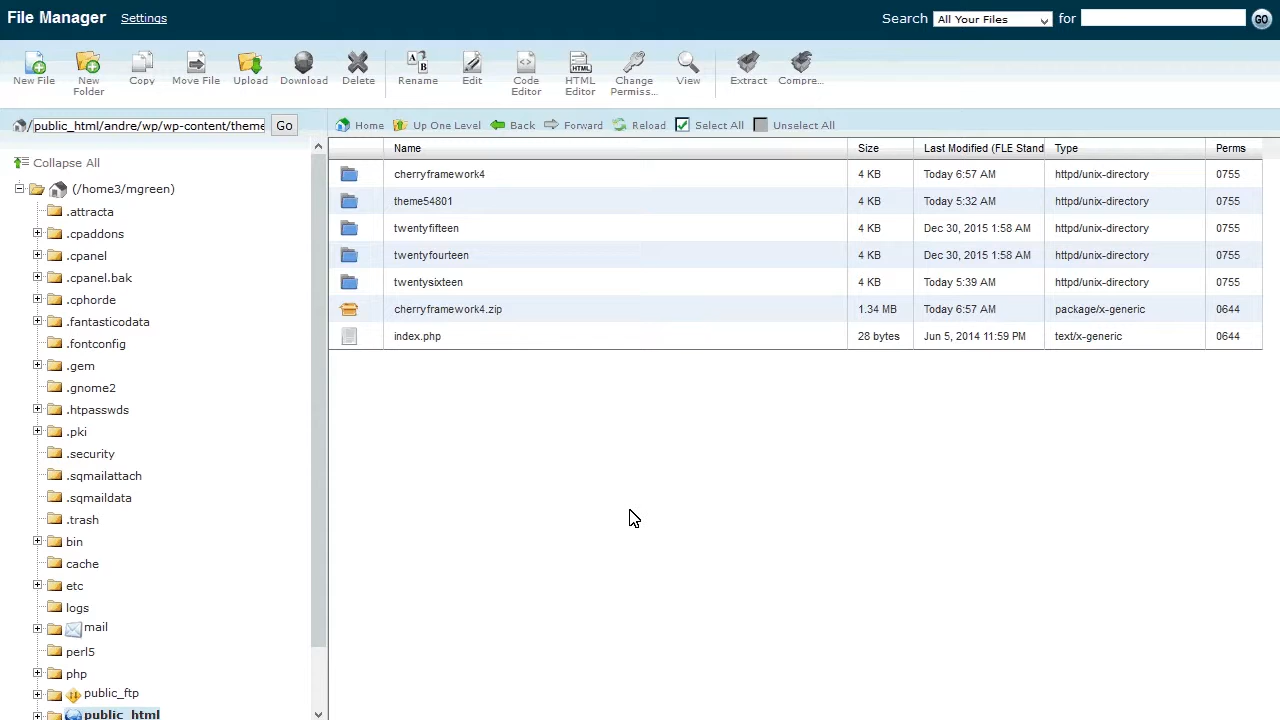 File Manager Settings Search All Your Files for GO
New File New Folder Copy Move File Upload Download Delete Rename Edit Code Editor HTML Editor Change Permiss... View Extract Compre...
/public_html/andre/wp/wp-content/theme Go Home Up One Level Back Forward Reload Select All Unselect All
Name Size Last Modified (FLE Stand Type Perms
cherryframework4 4 KB Today 6:57 AM httpd/unix-directory 0755
theme54801 4 KB Today 5:32 AM httpd/unix-directory 0755
twentyfifteen 4 KB Dec 30, 2015 1:58 AM httpd/unix-directory 0755
twentyfourteen 4 KB Dec 30, 2015 1:58 AM httpd/unix-directory 0755
twentysixteen 4 KB Today 5:39 AM httpd/unix-directory 0755
cherryframework4.zip 1.34 MB Today 6:57 AM package/x-generic 0644
index.php 28 bytes Jun 5, 2014 11:59 PM text/x-generic 0644
Collapse All
(/home3/mgreen)
.attracta
.cpaddons
.cpanel
.cpanel.bak
.cphorde
.fantasticodata
.fontconfig
.gem
.gnome2
.htpasswds
.pki
.security
.sqmailattach
.sqmaildata
.trash
bin
cache
etc
logs
mail
perl5
php
public_ftp
public_html